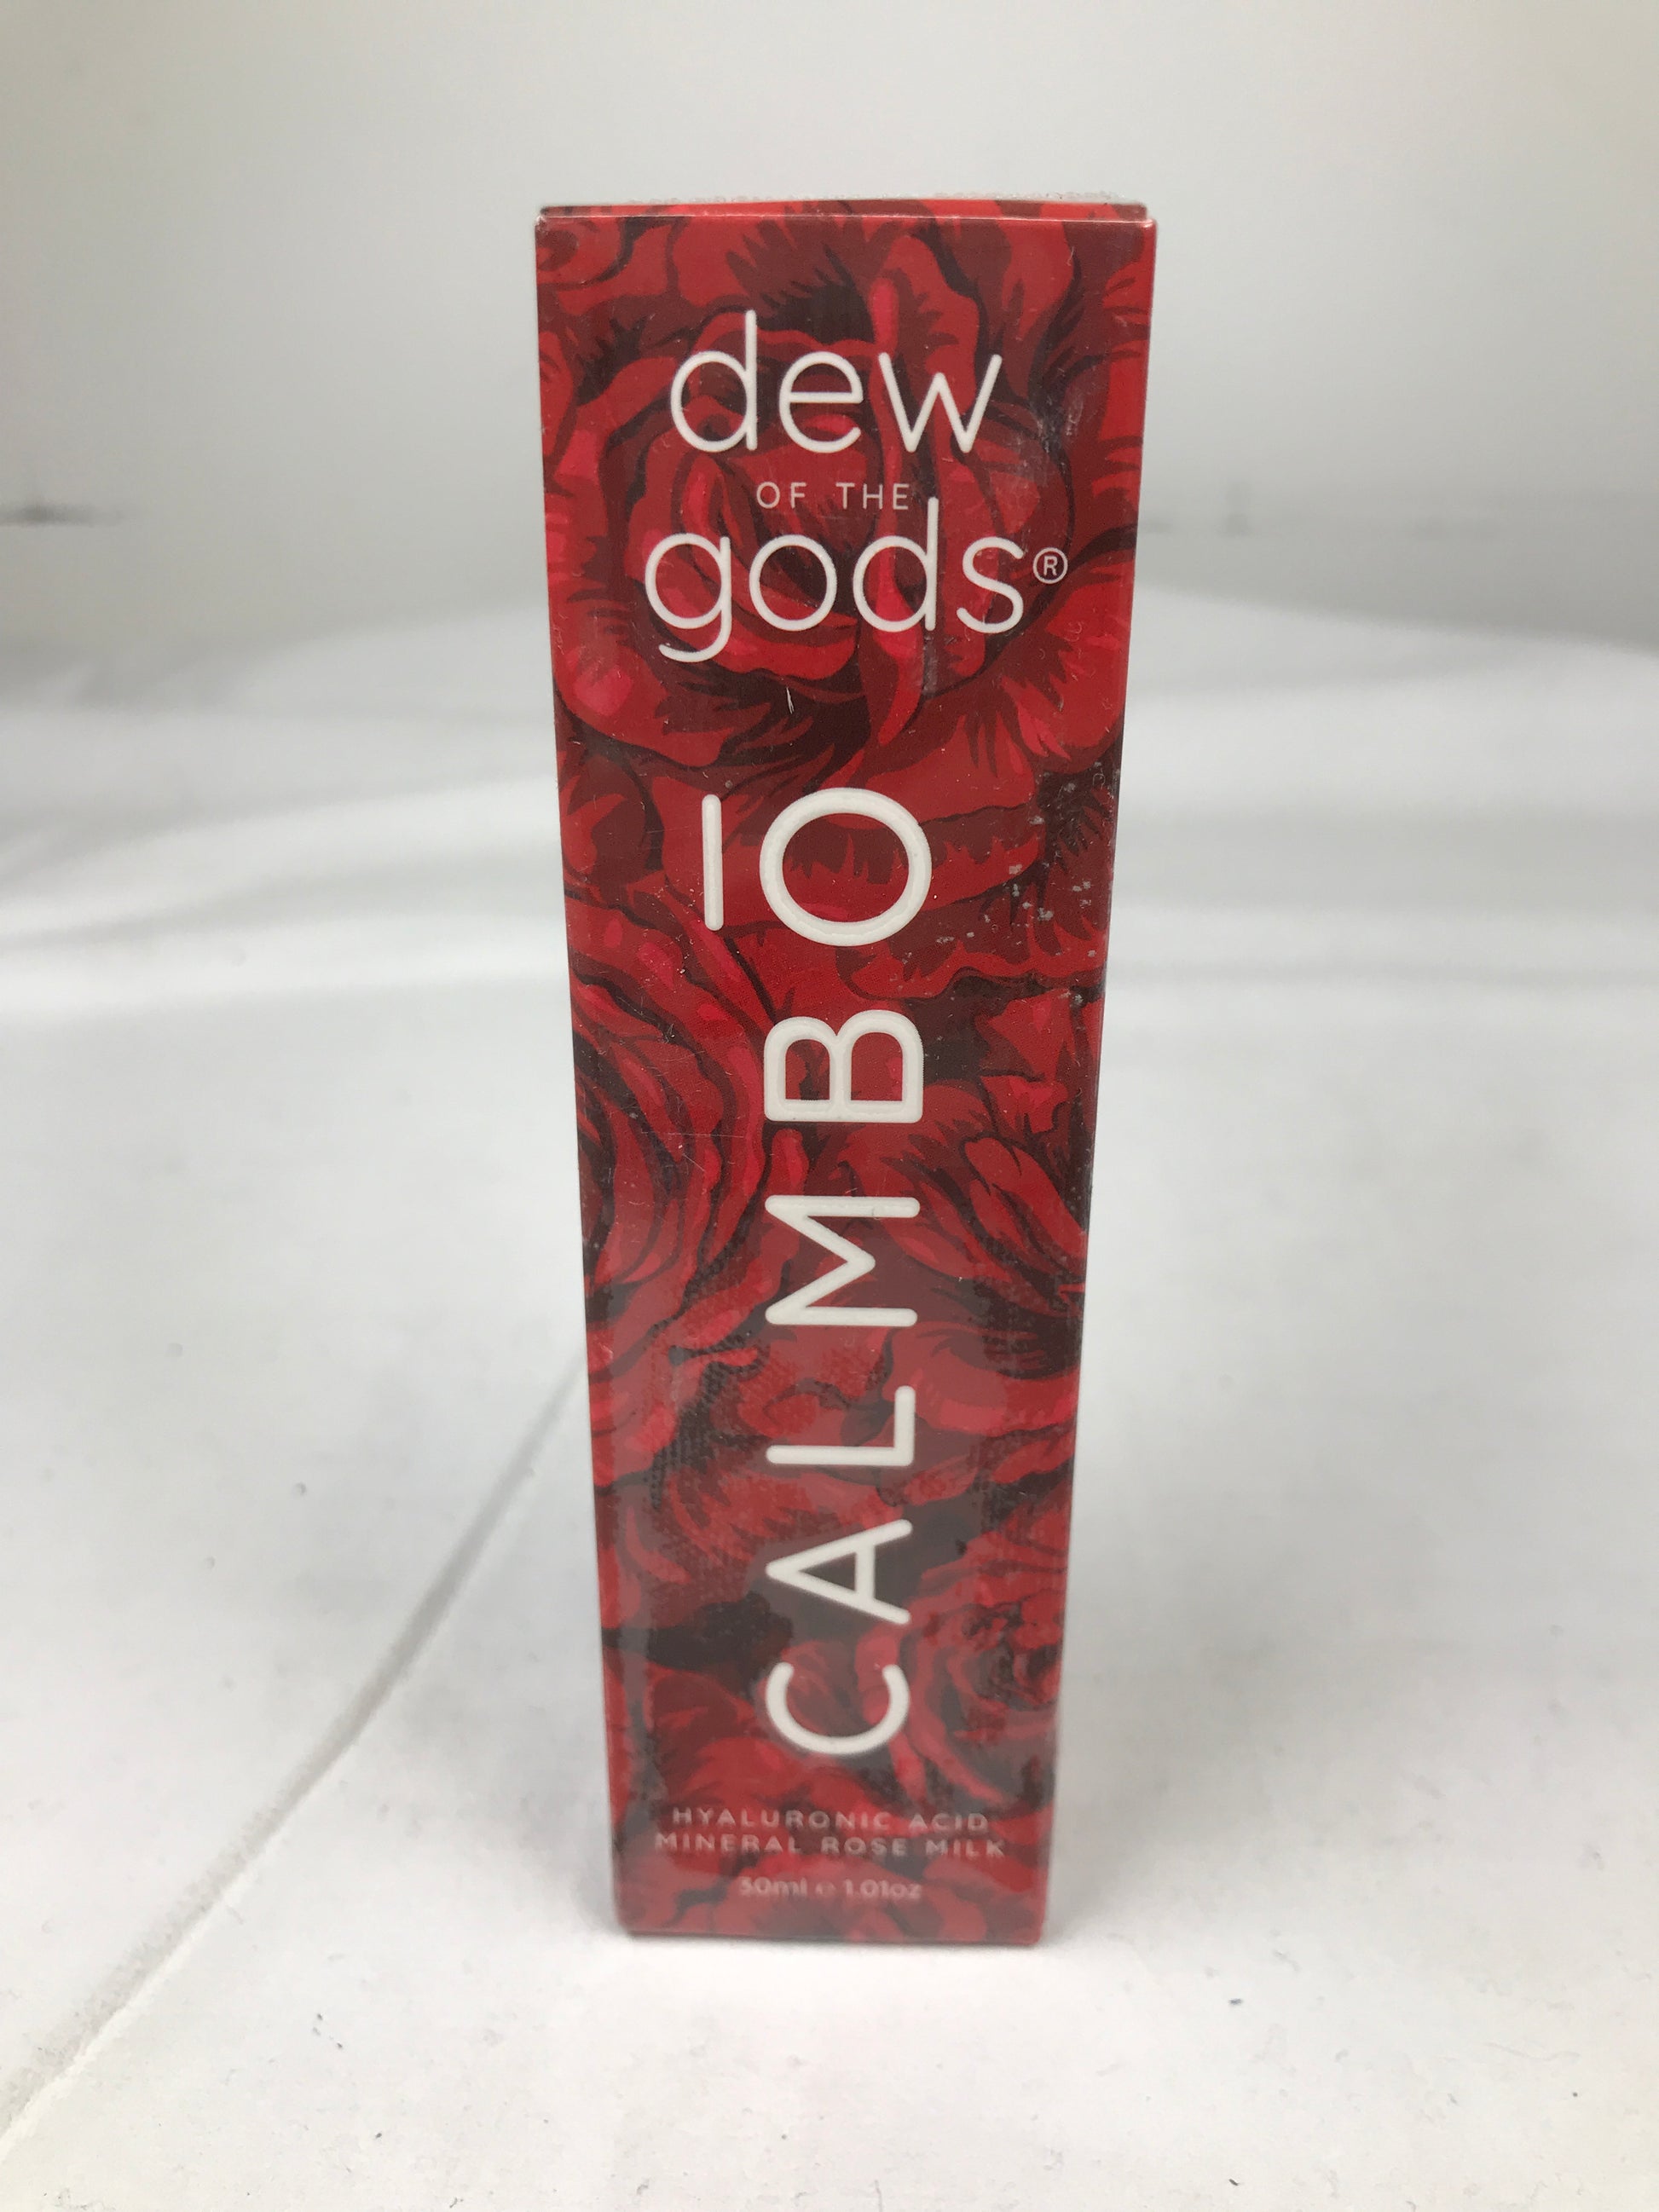 dew
OF THE
gods®
CALMBŌ
HYALURONIC ACID
MINERAL ROSE MILK
30ml ℮ 1.01oz